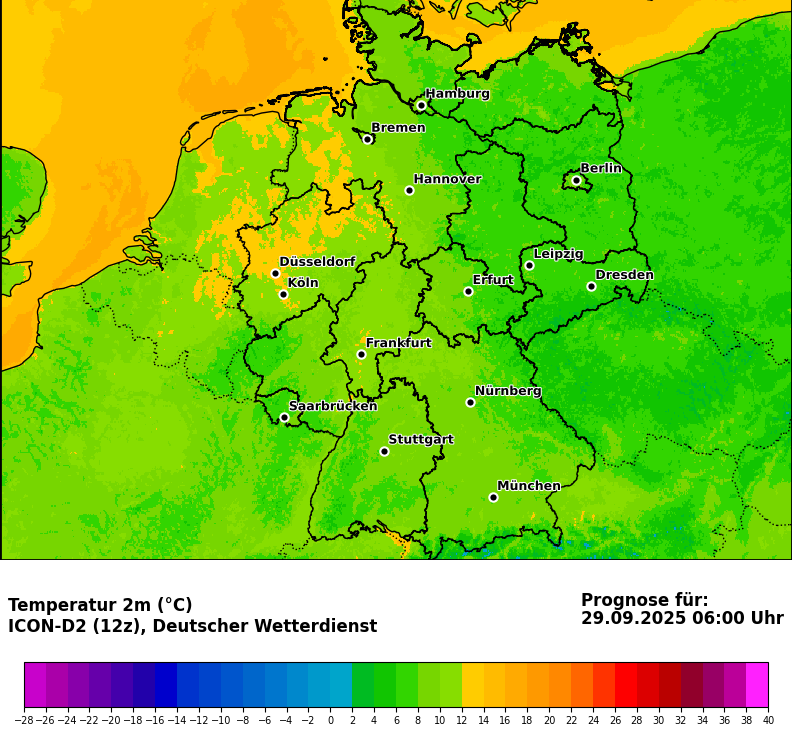 Hamburg
Bremen
Berlin
Hannover
Leipzig
Düsseldorf
Dresden
Erfurt
Köln
Frankfurt
Nürnberg
Saarbrücken
Stuttgart
München
Temperatur 2m (°C)
ICON-D2 (12z), Deutscher Wetterdienst
Prognose für:
29.09.2025 06:00 Uhr
−28 −26 −24 −22 −20 −18 −16 −14 −12 −10 −8 −6 −4 −2 0 2 4 6 8 10 12 14 16 18 20 22 24 26 28 30 32 34 36 38 40